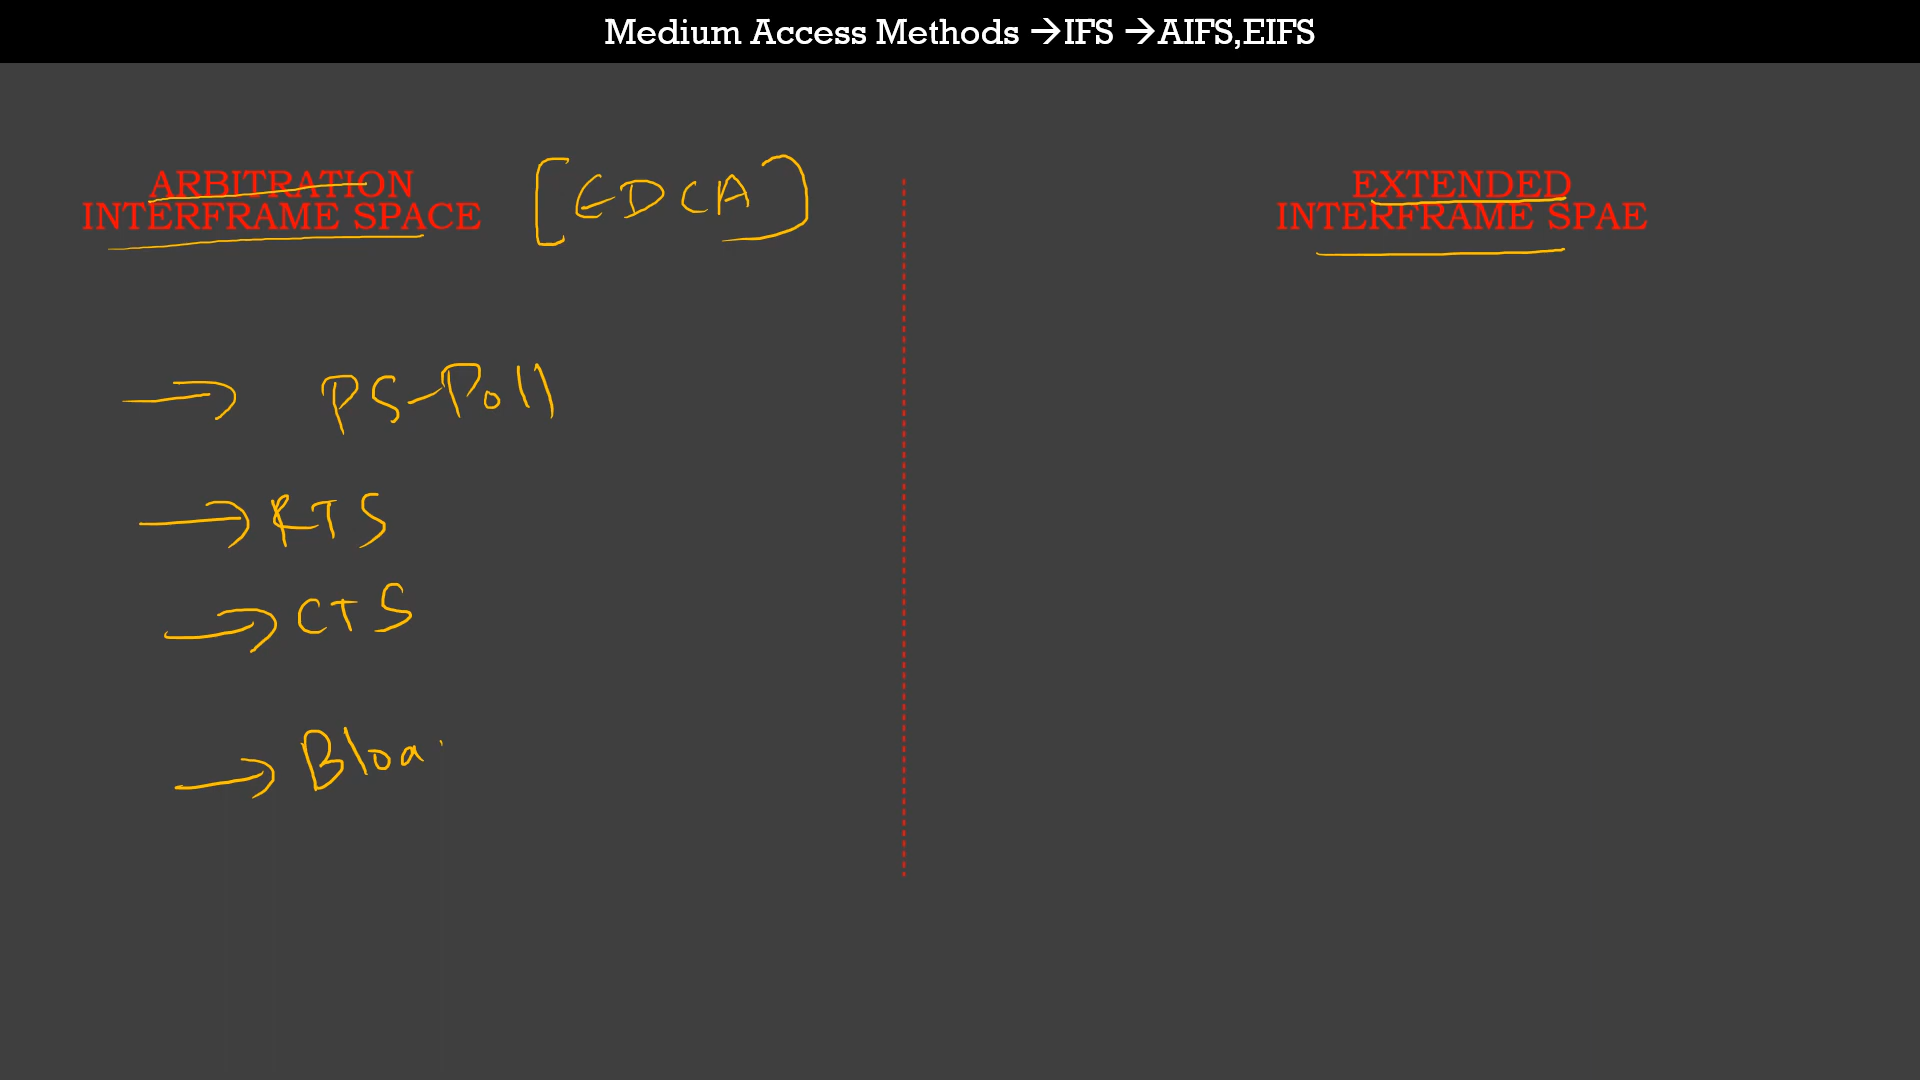 Medium Access Methods →IFS →AIFS,EIFS
ARBITRATION
INTERFRAME SPACE
[EDCA]
EXTENDED
INTERFRAME SPAE
→ PS-Poll
→ RTS
→ CTS
→ Bloa